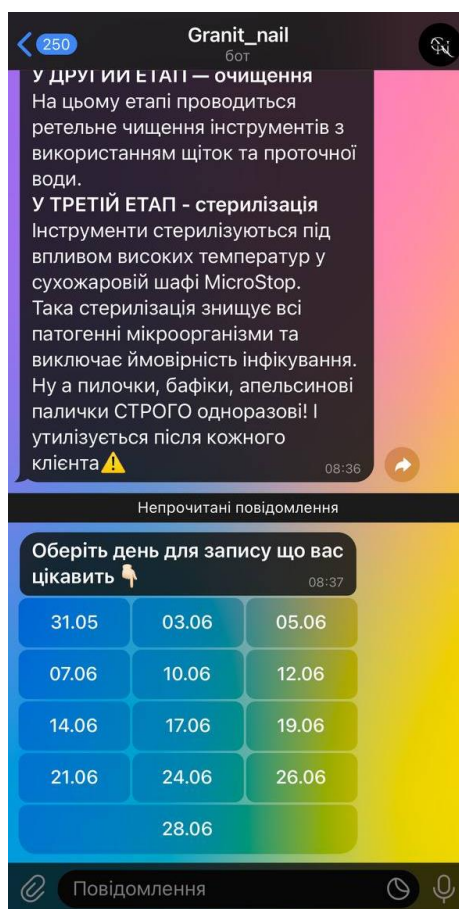 250
Granit_nail
бот
У ДРУГИЙ ЕТАП — очищення
На цьому етапі проводиться
ретельне чищення інструментів з
використанням щіток та проточної
води.
У ТРЕТІЙ ЕТАП - стерилізація
Інструменти стерилізуються під
впливом високих температур у
сухожаровій шафі MicroStop.
Така стерилізація знищує всі
патогенні мікроорганізми та
виключає ймовірність інфікування.
Ну а пилочки, бафіки, апельсинові
палички СТРОГО одноразові! І
утилізується після кожного
клієнта⚠️
08:36
Непрочитані повідомлення
Оберіть день для запису що вас
цікавить 👇🏻
08:37
31.05 03.06 05.06
07.06 10.06 12.06
14.06 17.06 19.06
21.06 24.06 26.06
28.06
Повідомлення